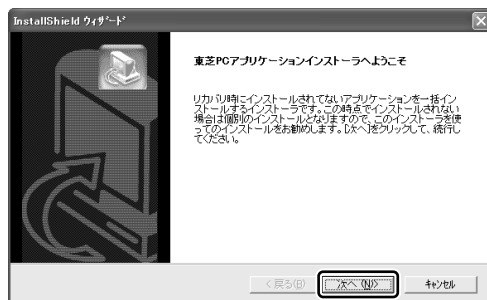 InstallShield ウィザード
東芝PCアプリケーションインストーラへようこそ
リカバリ時にインストールされてないアプリケーションを一括イン
ストールするインストーラです。この時点でインストールされない
場合は個別のインストールとなりますので、このインストーラを使
ってのインストールをお勧めします。[次へ]をクリックして、続行し
てください。
< 戻る(B)
次へ (N)>
キャンセル